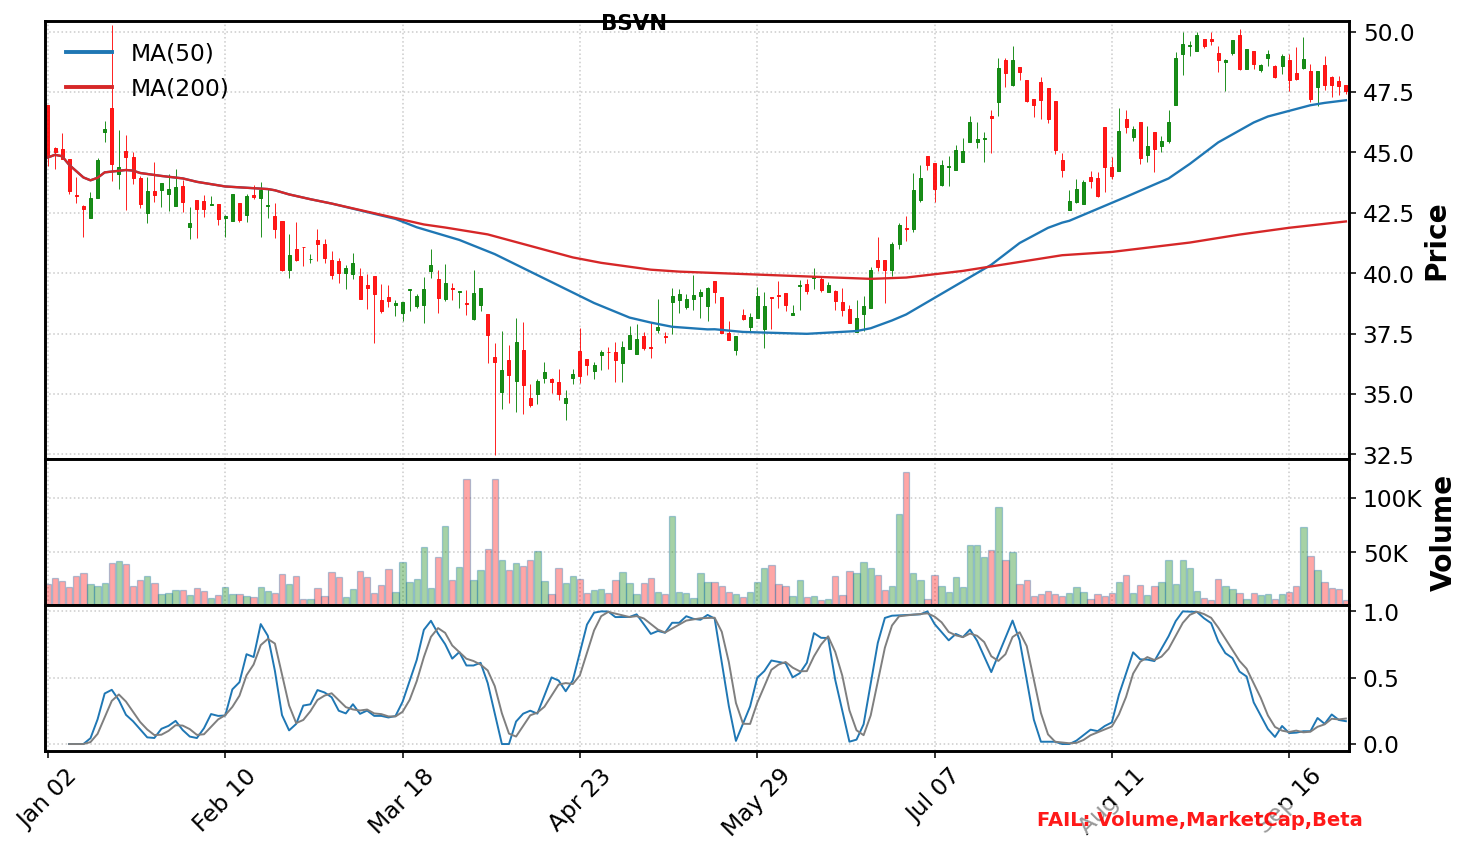 BSVN
MA(50)
MA(200)
50.0
47.5
45.0
42.5
40.0
37.5
35.0
32.5
Price
100K
50K
Volume
1.0
0.5
0.0
Jan 02
Feb 10
Mar 18
Apr 23
May 29
Jul 07
Aug 11
Sep 16
FAIL: Volume,MarketCap,Beta